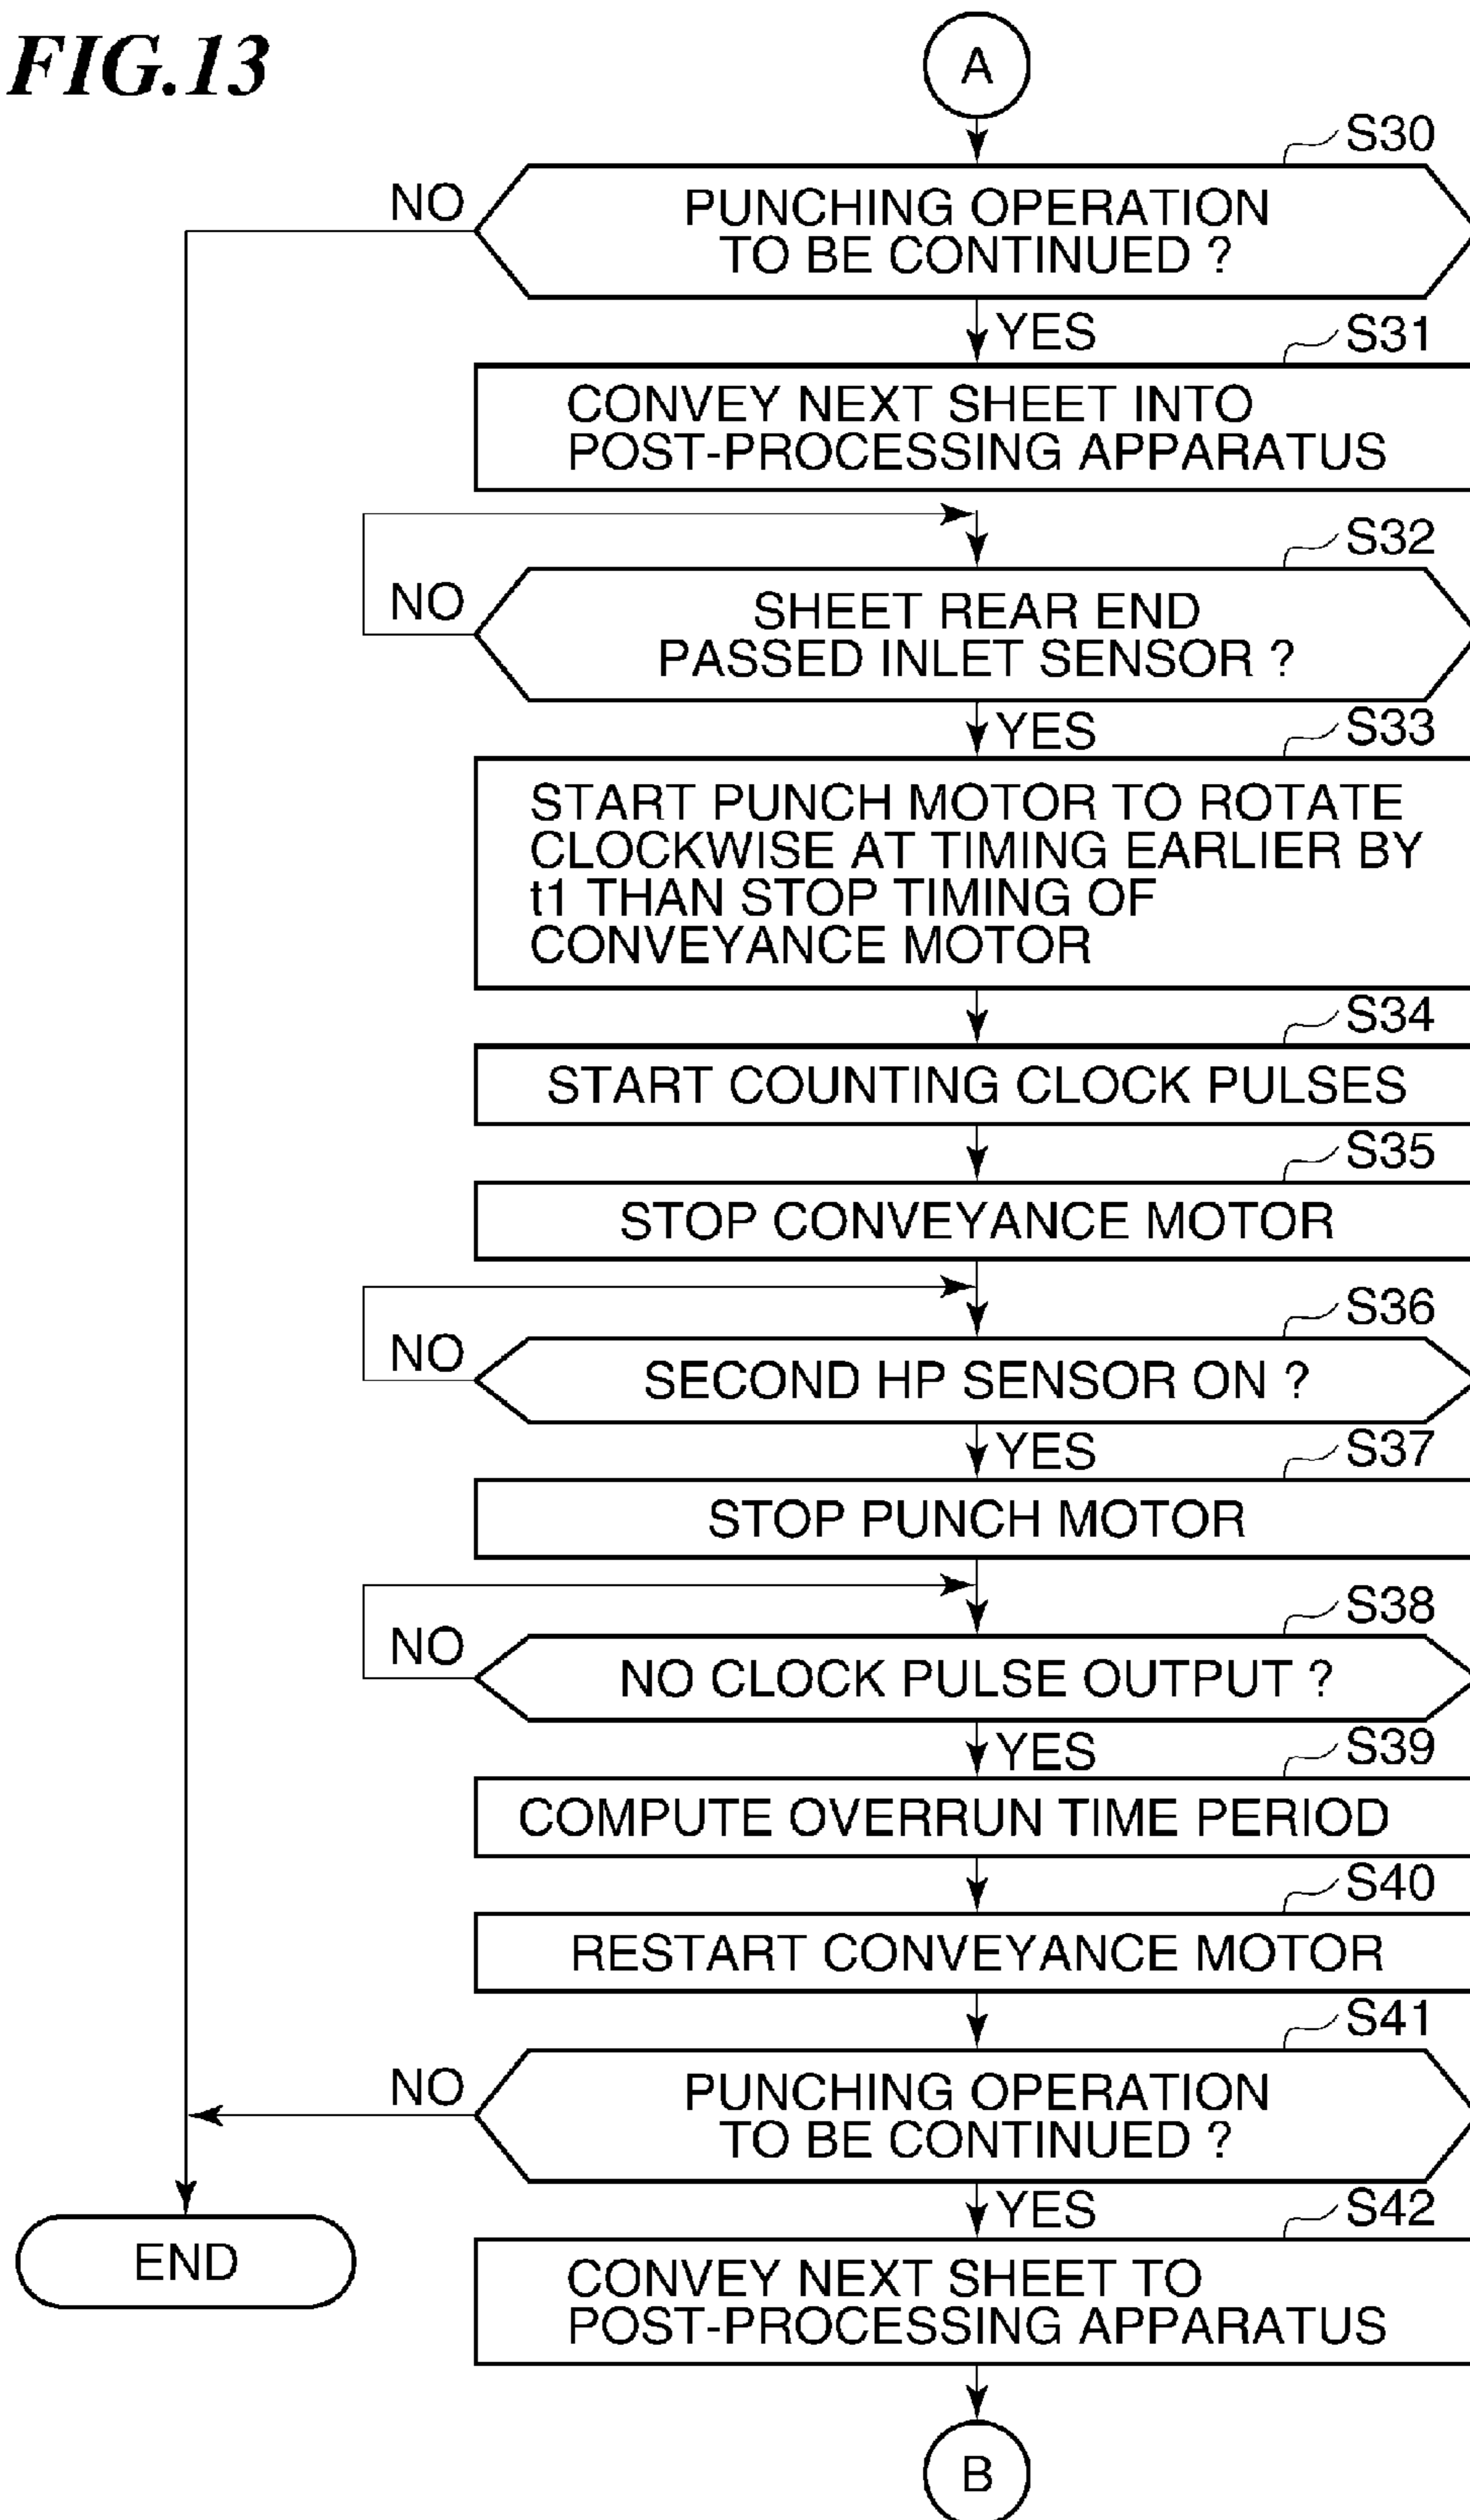 FIG.13
A
S30
NO
PUNCHING OPERATION
TO BE CONTINUED ?
YES
S31
CONVEY NEXT SHEET INTO
POST-PROCESSING APPARATUS
S32
NO
SHEET REAR END
PASSED INLET SENSOR ?
YES
S33
START PUNCH MOTOR TO ROTATE
CLOCKWISE AT TIMING EARLIER BY
t1 THAN STOP TIMING OF
CONVEYANCE MOTOR
S34
START COUNTING CLOCK PULSES
S35
STOP CONVEYANCE MOTOR
S36
NO
SECOND HP SENSOR ON ?
YES
S37
STOP PUNCH MOTOR
S38
NO
NO CLOCK PULSE OUTPUT ?
YES
S39
COMPUTE OVERRUN TIME PERIOD
S40
RESTART CONVEYANCE MOTOR
S41
NO
PUNCHING OPERATION
TO BE CONTINUED ?
YES
S42
END
CONVEY NEXT SHEET TO
POST-PROCESSING APPARATUS
B